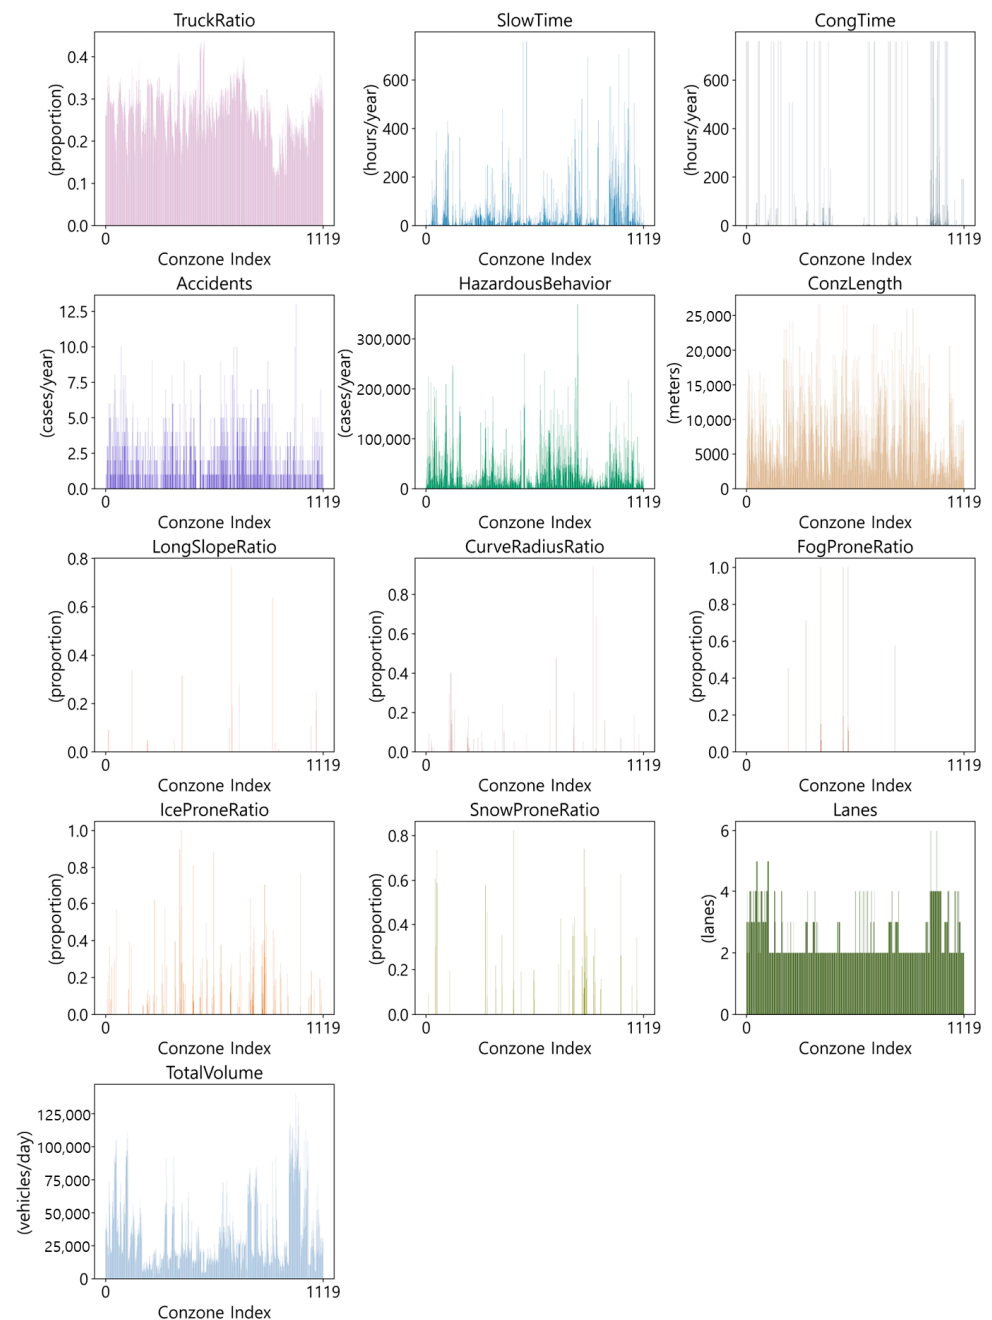 TruckRatio
0.4
0.3
0.2
0.1
0.0
(proportion)
0
1119
Conzone Index
SlowTime
600
400
200
0
(hours/year)
0
1119
Conzone Index
CongTime
600
400
200
0
(hours/year)
0
1119
Conzone Index
Accidents
12.5
10.0
7.5
5.0
2.5
0.0
(cases/year)
0
1119
Conzone Index
HazardousBehavior
300,000
200,000
100,000
0
(cases/year)
0
1119
Conzone Index
ConzLength
25,000
20,000
15,000
10,000
5000
0
(meters)
0
1119
Conzone Index
LongSlopeRatio
0.8
0.6
0.4
0.2
0.0
(proportion)
0
1119
Conzone Index
CurveRadiusRatio
0.8
0.6
0.4
0.2
0.0
(proportion)
0
1119
Conzone Index
FogProneRatio
1.0
0.8
0.6
0.4
0.2
0.0
(proportion)
0
1119
Conzone Index
IceProneRatio
1.0
0.8
0.6
0.4
0.2
0.0
(proportion)
0
1119
Conzone Index
SnowProneRatio
0.8
0.6
0.4
0.2
0.0
(proportion)
0
1119
Conzone Index
Lanes
6
4
2
0
(lanes)
0
1119
Conzone Index
TotalVolume
125,000
100,000
75,000
50,000
25,000
0
(vehicles/day)
0
1119
Conzone Index